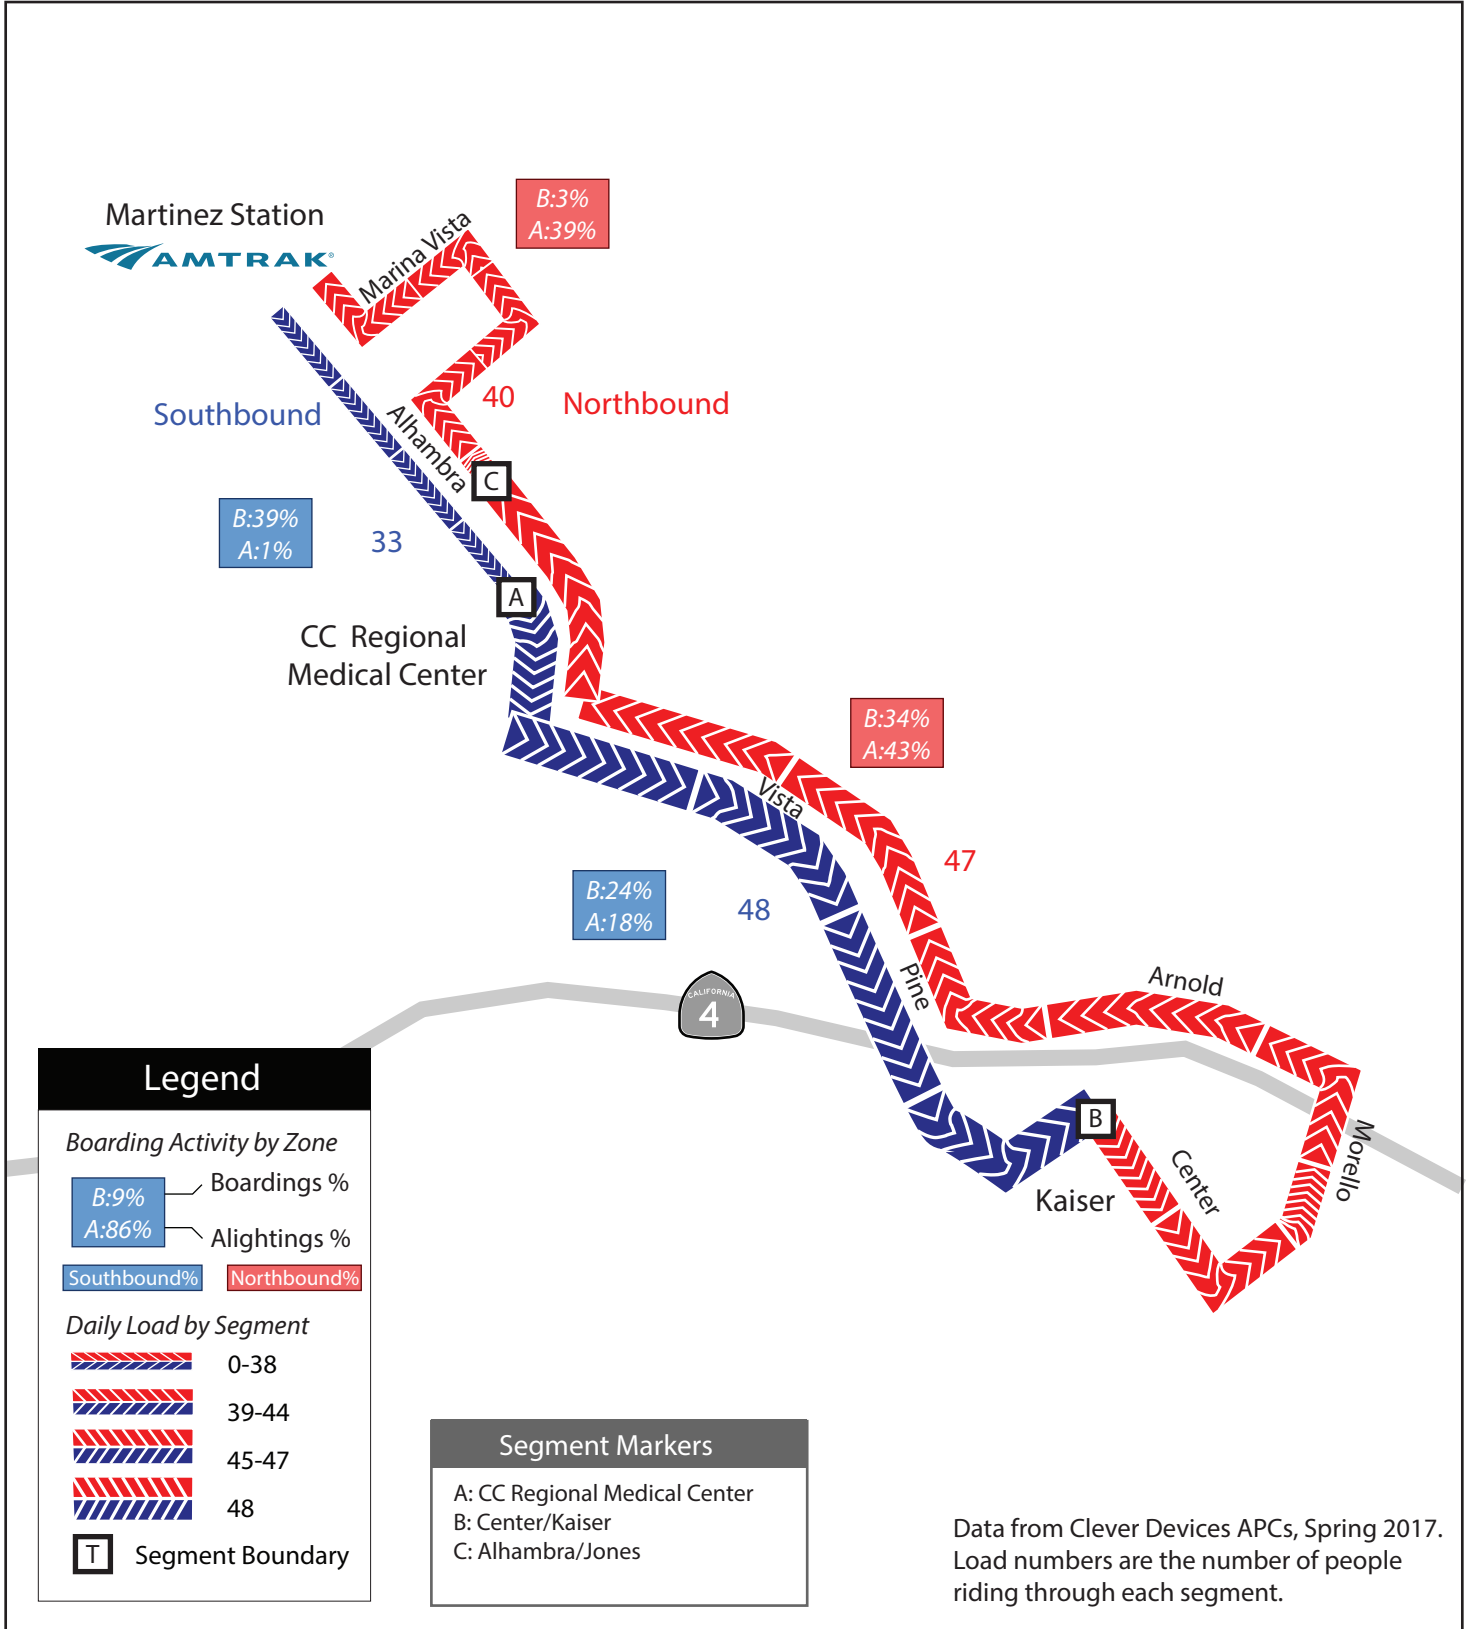 Martinez Station
AMTRAK®
B:3%
A:39%
Marina Vista
40
Northbound
Southbound
Alhambra
C
B:39%
A:1%
33
A
CC Regional
Medical Center
B:34%
A:43%
Vista
47
B:24%
A:18%
48
Pine
Arnold
CALIFORNIA
4
B
Morello
Center
Kaiser
Legend
Boarding Activity by Zone
B:9%
A:86%
Boardings %
Alightings %
Southbound%
Northbound%
Daily Load by Segment
0-38
39-44
45-47
48
T
Segment Boundary
Segment Markers
A: CC Regional Medical Center
B: Center/Kaiser
C: Alhambra/Jones
Data from Clever Devices APCs, Spring 2017.
Load numbers are the number of people
riding through each segment.